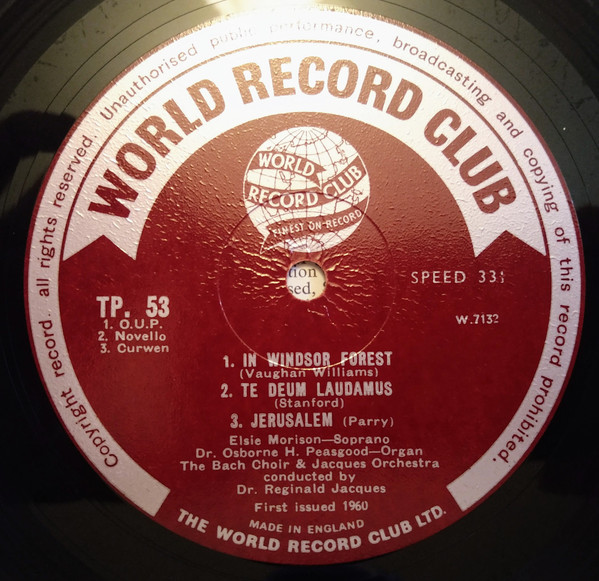 Copyright record. all rights reserved. Unauthorised public performance, broadcasting and copying of this record prohibited.
WORLD RECORD CLUB
WORLD
RECORD CLUB
FINEST ON RECORD
tion
sed,
SPEED 33⅓
TP. 53
1. O.U.P.
2. Novello
3. Curwen
W.7132
1. IN WINDSOR FOREST
(Vaughan Williams)
2. TE DEUM LAUDAMUS
(Stanford)
3. JERUSALEM (Parry)
Elsie Morison—Soprano
Dr. Osborne H. Peasgood—Organ
The Bach Choir & Jacques Orchestra
conducted by
Dr. Reginald Jacques
First issued 1960
MADE IN ENGLAND
THE WORLD RECORD CLUB LTD.